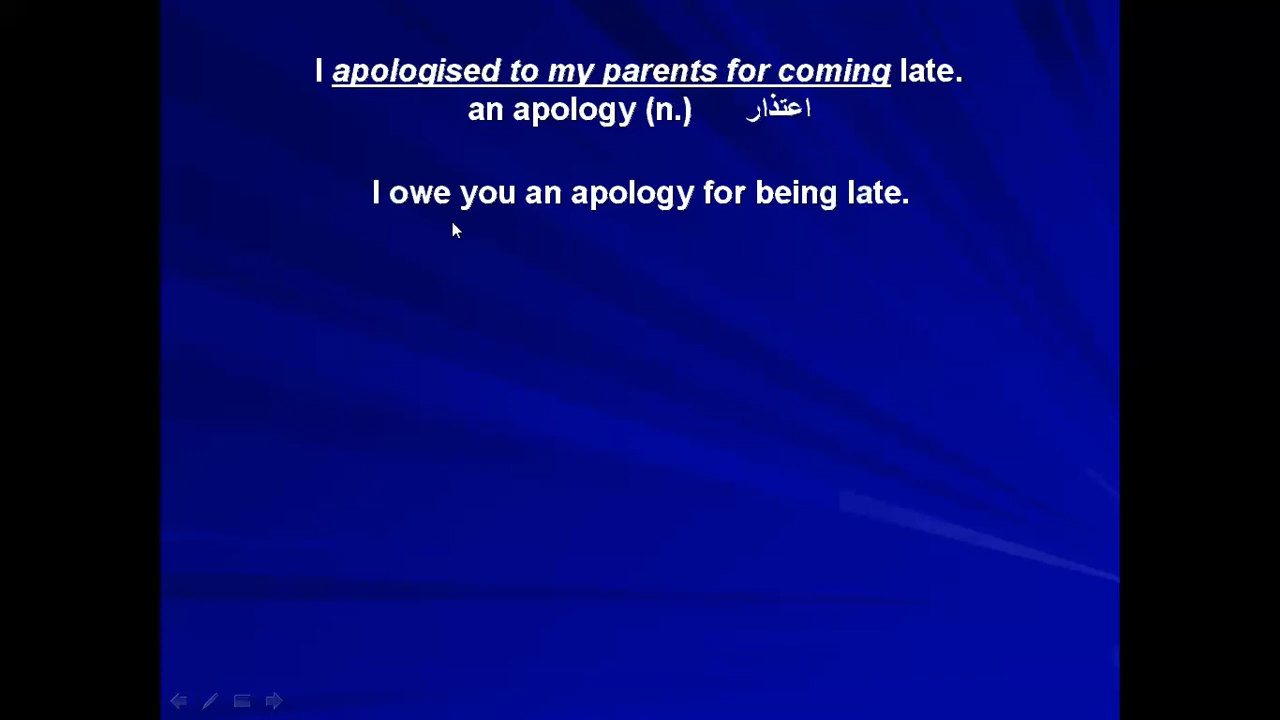 I apologised to my parents for coming late.
an apology (n.) اعتذار
I owe you an apology for being late.